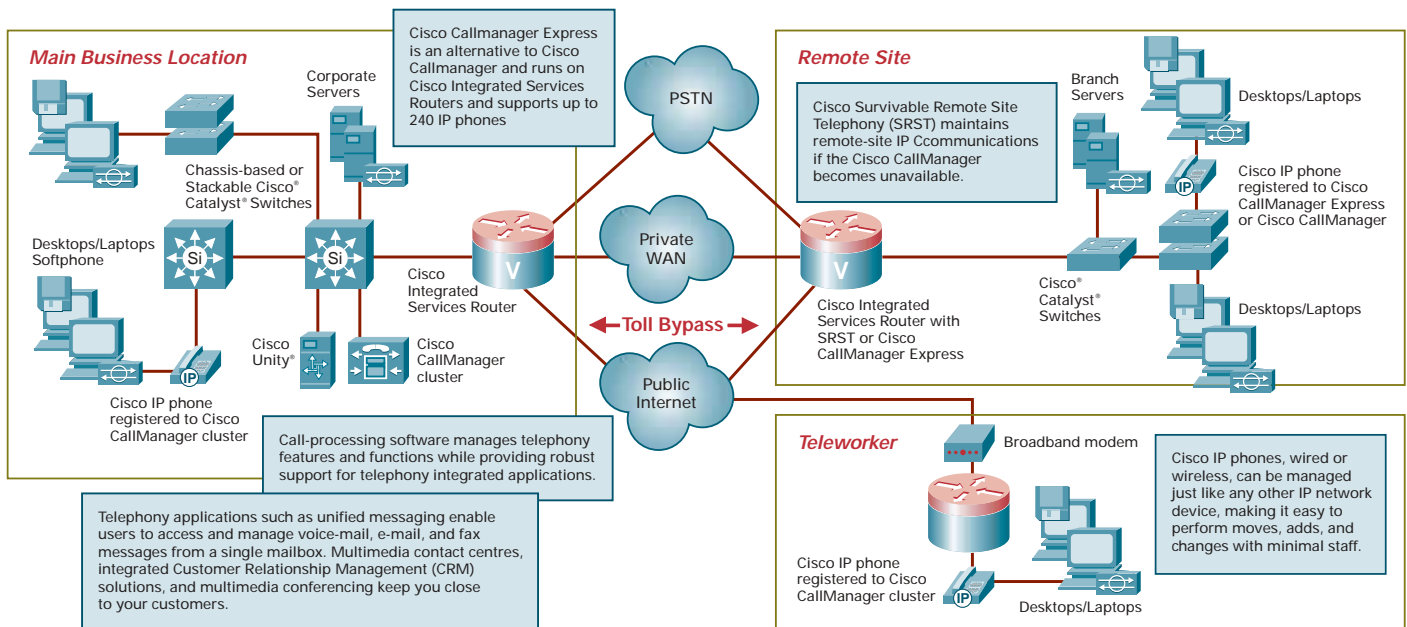 Main Business Location
Corporate
Servers
Chassis-based or
Stackable Cisco®
Catalyst® Switches
Desktops/Laptops
Softphone
Si
Si
Cisco
Unity®
Cisco
CallManager
cluster
IP
Cisco IP phone
registered to Cisco
CallManager cluster
Cisco Callmanager Express
is an alternative to Cisco
Callmanager and runs on
Cisco Integrated Services
Routers and supports up to
240 IP phones
V
Cisco
Integrated
Services Router
Call-processing software manages telephony
features and functions while providing robust
support for telephony integrated applications.
Telephony applications such as unified messaging enable
users to access and manage voice-mail, e-mail, and fax
messages from a single mailbox. Multimedia contact centres,
integrated Customer Relationship Management (CRM)
solutions, and multimedia conferencing keep you close
to your customers.
PSTN
Private
WAN
Toll Bypass
Public
Internet
Remote Site
Cisco Survivable Remote Site
Telephony (SRST) maintains
remote-site IP Ccommunications
if the Cisco CallManager
becomes unavailable.
Branch
Servers
Desktops/Laptops
IP
Cisco IP phone
registered to Cisco
CallManager Express
or Cisco CallManager
V
Cisco Integrated
Services Router with
SRST or Cisco
CallManager Express
Cisco®
Catalyst®
Switches
Desktops/Laptops
Teleworker
Broadband modem
Cisco IP phone
registered to Cisco
CallManager cluster
IP
Desktops/Laptops
Cisco IP phones, wired or
wireless, can be managed
just like any other IP network
device, making it easy to
perform moves, adds, and
changes with minimal staff.